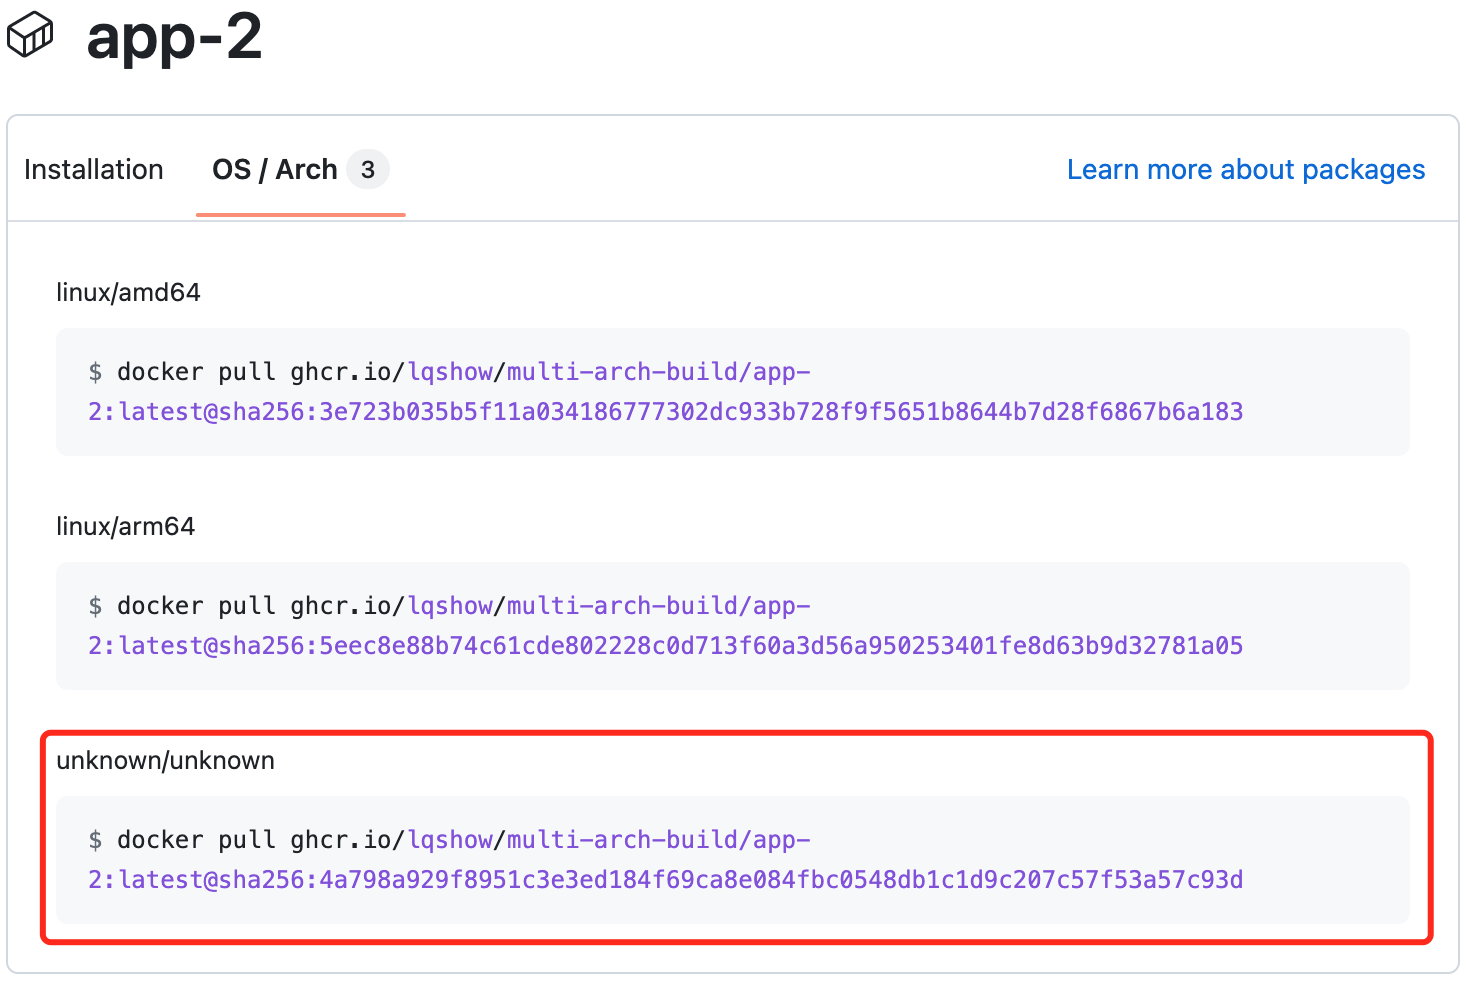 app-2
Installation OS / Arch 3 Learn more about packages
linux/amd64
$ docker pull ghcr.io/lqshow/multi-arch-build/app-
2:latest@sha256:3e723b035b5f11a034186777302dc933b728f9f5651b8644b7d28f6867b6a183
linux/arm64
$ docker pull ghcr.io/lqshow/multi-arch-build/app-
2:latest@sha256:5eec8e88b74c61cde802228c0d713f60a3d56a950253401fe8d63b9d32781a05
unknown/unknown
$ docker pull ghcr.io/lqshow/multi-arch-build/app-
2:latest@sha256:4a798a929f8951c3e3ed184f69ca8e084fbc0548db1c1d9c207c57f53a57c93d